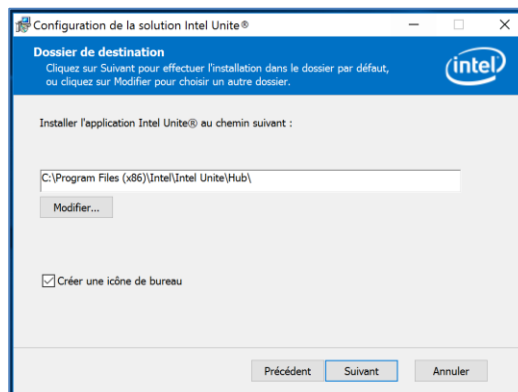 Configuration de la solution Intel Unite®
Dossier de destination
Cliquez sur Suivant pour effectuer l'installation dans le dossier par défaut,
ou cliquez sur Modifier pour choisir un autre dossier.
intel
Installer l'application Intel Unite® au chemin suivant :
C:\Program Files (x86)\Intel\Intel Unite\Hub\
Modifier...
Créer une icône de bureau
Précédent Suivant Annuler